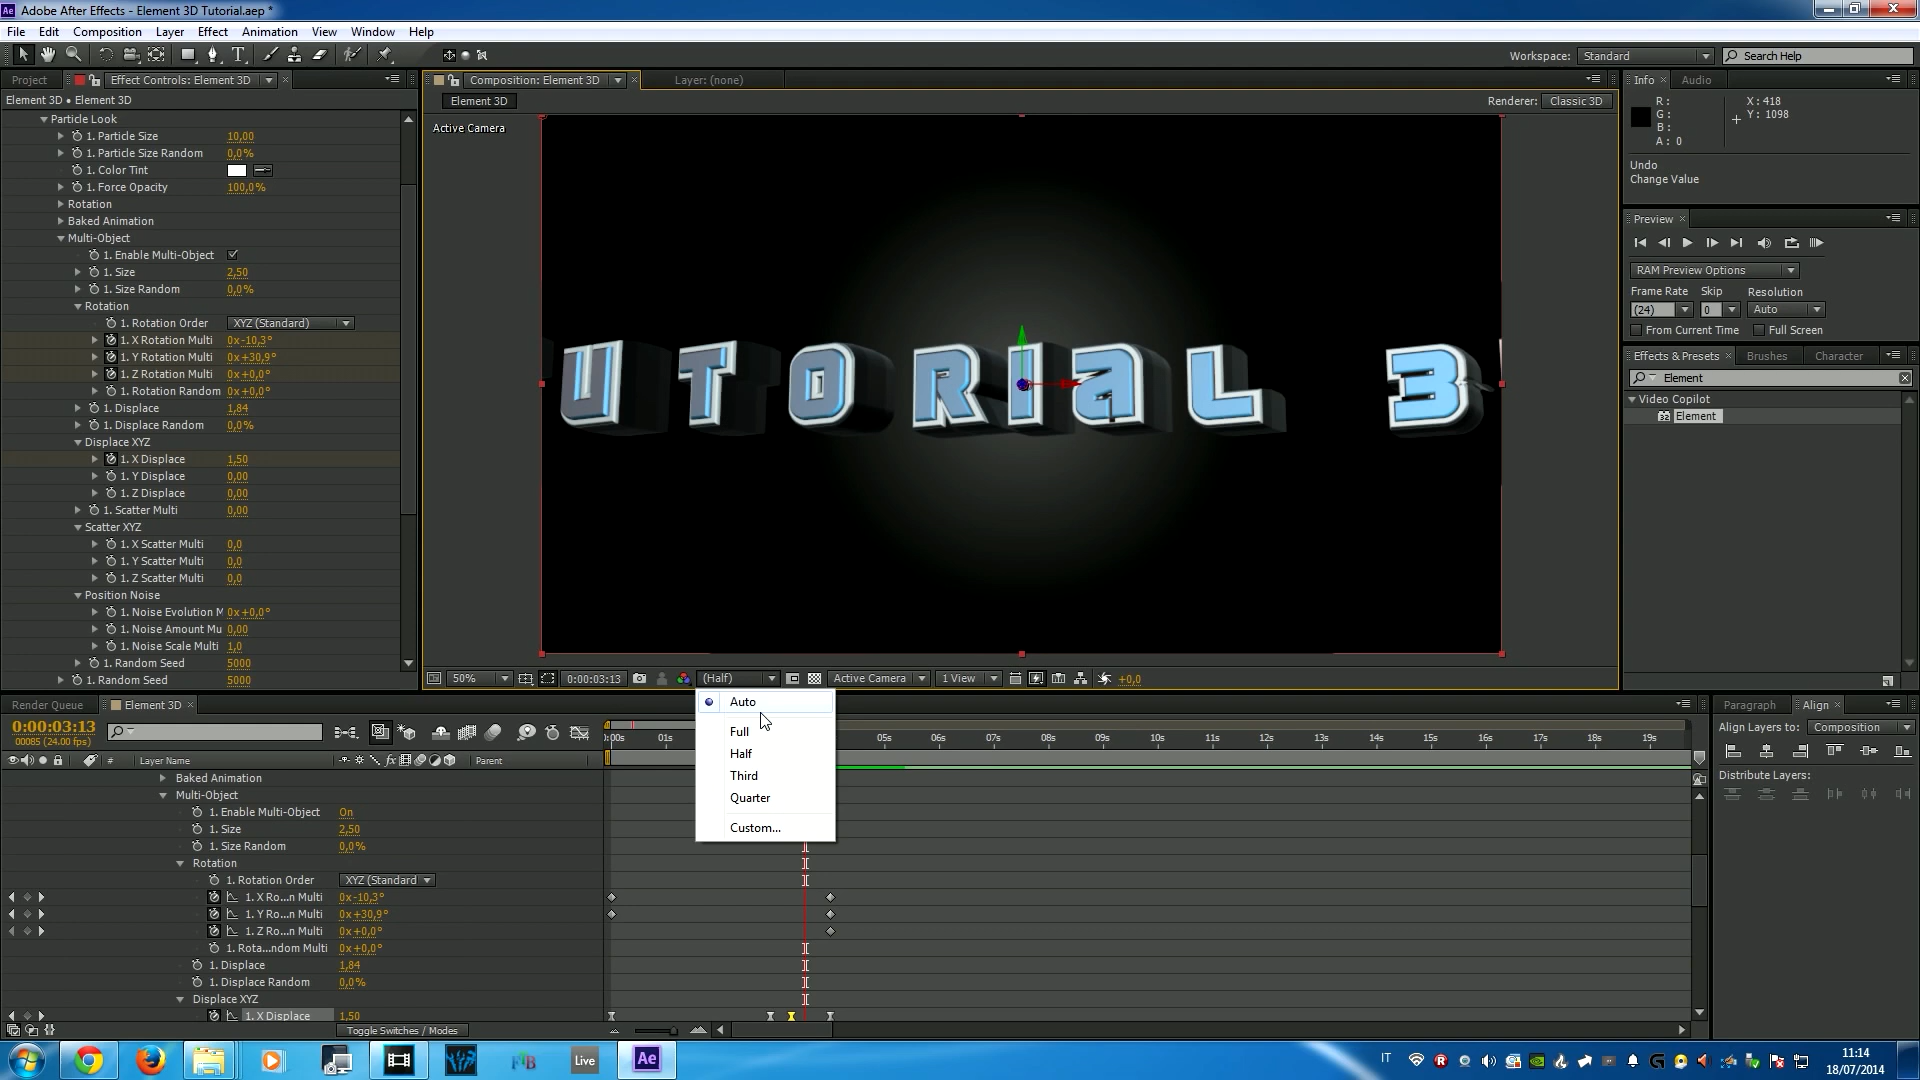 Adobe After Effects - Element 3D Tutorial.aep *
File Edit Composition Layer Effect Animation View Window Help
Workspace: Standard Search Help
Project Effect Controls: Element 3D
Element 3D • Element 3D
Particle Look
1. Particle Size 10,00
1. Particle Size Random 0,0%
1. Color Tint
1. Force Opacity 100,0%
Rotation
Baked Animation
Multi-Object
1. Enable Multi-Object
1. Size 2,50
1. Size Random 0,0%
Rotation
1. Rotation Order XYZ (Standard)
1. X Rotation Multi 0x-10,3°
1. Y Rotation Multi 0x+30,9°
1. Z Rotation Multi 0x+0,0°
1. Rotation Random 0x+0,0°
1. Displace 1,84
1. Displace Random 0,0%
Displace XYZ
1. X Displace 1,50
1. Y Displace 0,00
1. Z Displace 0,00
1. Scatter Multi 0,00
Scatter XYZ
1. X Scatter Multi 0,0
1. Y Scatter Multi 0,0
1. Z Scatter Multi 0,0
Position Noise
1. Noise Evolution M 0x+0,0°
1. Noise Amount Mu 0,00
1. Noise Scale Multi 1,0
1. Random Seed 5000
1. Random Seed 5000
Composition: Element 3D Layer: (none)
Element 3D Renderer: Classic 3D
Active Camera
UTORIAL 3
50% 0:00:03:13 (Half) Active Camera 1 View +0,0
Auto
Full
Half
Third
Quarter
Custom...
Info Audio
R: X: 418
G: Y: 1098
B:
A: 0
Undo
Change Value
Preview
RAM Preview Options
Frame Rate Skip Resolution
(24) 0 Auto
From Current Time Full Screen
Effects & Presets Brushes Character
Element
Video Copilot
Element
Render Queue Element 3D
0:00:03:13
00085 (24.00 fps)
# Layer Name Parent
:00s 01s 05s 06s 07s 08s 09s 10s 11s 12s 13s 14s 15s 16s 17s 18s 19s
Baked Animation
Multi-Object
1. Enable Multi-Object On
1. Size 2,50
1. Size Random 0,0%
Rotation
1. Rotation Order XYZ (Standard
1. X Ro...n Multi 0x-10,3°
1. Y Ro...n Multi 0x+30,9°
1. Z Ro...n Multi 0x+0,0°
1. Rota...ndom Multi 0x+0,0°
1. Displace 1,84
1. Displace Random 0,0%
Displace XYZ
1. X Displace 1,50
Toggle Switches / Modes
Paragraph Align
Align Layers to: Composition
Distribute Layers:
Live Ae
IT
11:14
18/07/2014